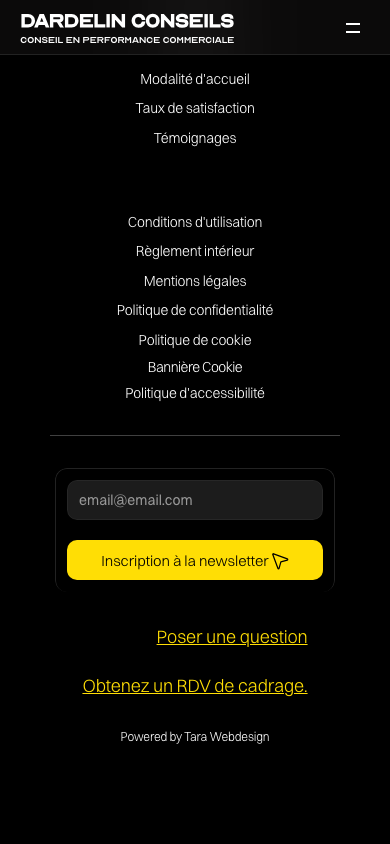 DARDELIN CONSEILS
CONSEIL EN PERFORMANCE COMMERCIALE
Modalité d'accueil
Taux de satisfaction
Témoignages
Conditions d'utilisation
Règlement intérieur
Mentions légales
Politique de confidentialité
Politique de cookie
Bannière Cookie
Politique d'accessibilité
email@email.com
Inscription à la newsletter
Poser une question
Obtenez un RDV de cadrage.
Powered by Tara Webdesign